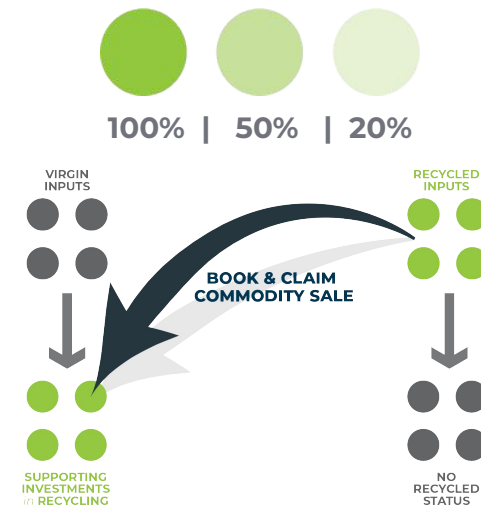 100% | 50% | 20%
VIRGIN
INPUTS
RECYCLED
INPUTS
BOOK & CLAIM
COMMODITY SALE
SUPPORTING
INVESTMENTS
in RECYCLING
NO
RECYCLED
STATUS